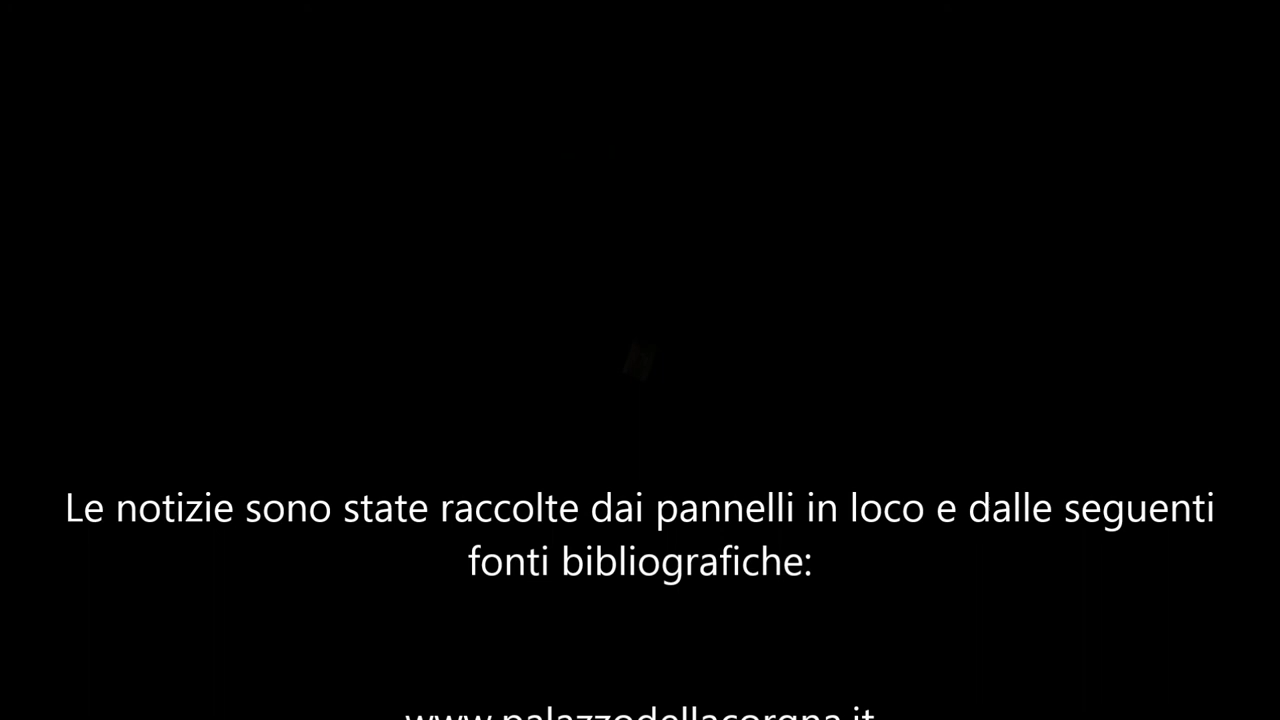 Le notizie sono state raccolte dai pannelli in loco e dalle seguenti
fonti bibliografiche:
www.palazzodellacorgna.it